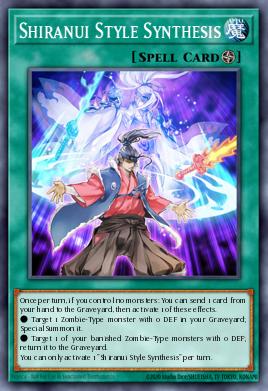 Shiranui Style Synthesis 魔
[Spell Card]
Once per turn, if you control no monsters: You can send 1 card from
your hand to the Graveyard, then activate 1 of these effects.
● Target 1 Zombie-Type monster with 0 DEF in your Graveyard;
Special Summon it.
● Target 1 of your banished Zombie-Type monsters with 0 DEF;
return it to the Graveyard.
You can only activate 1 "Shiranui Style Synthesis" per turn.